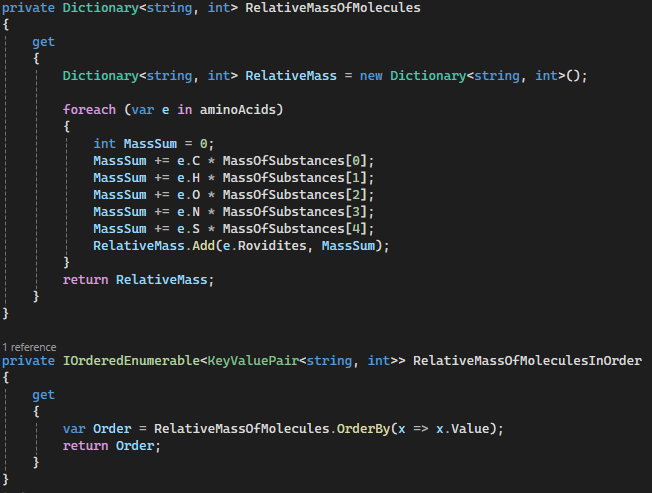 private Dictionary<string, int> RelativeMassOfMolecules
{
get
{
Dictionary<string, int> RelativeMass = new Dictionary<string, int>();
foreach (var e in aminoAcids)
{
int MassSum = 0;
MassSum += e.C * MassOfSubstances[0];
MassSum += e.H * MassOfSubstances[1];
MassSum += e.O * MassOfSubstances[2];
MassSum += e.N * MassOfSubstances[3];
MassSum += e.S * MassOfSubstances[4];
RelativeMass.Add(e.Rovidites, MassSum);
}
return RelativeMass;
}
}
1 reference
private IOrderedEnumerable<KeyValuePair<string, int>> RelativeMassOfMoleculesInOrder
{
get
{
var Order = RelativeMassOfMolecules.OrderBy(x => x.Value);
return Order;
}
}